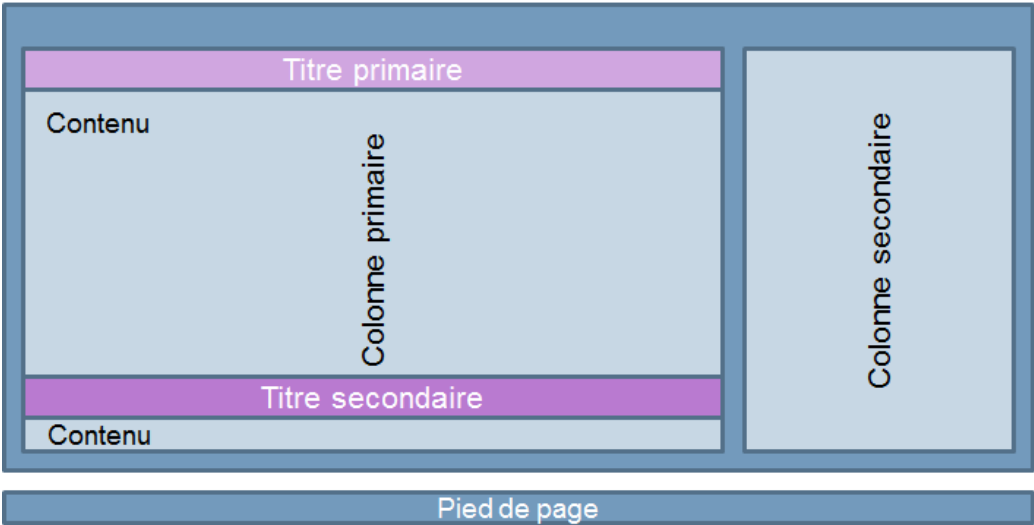 Titre primaire
Contenu
Colonne primaire
Titre secondaire
Contenu
Colonne secondaire
Pied de page